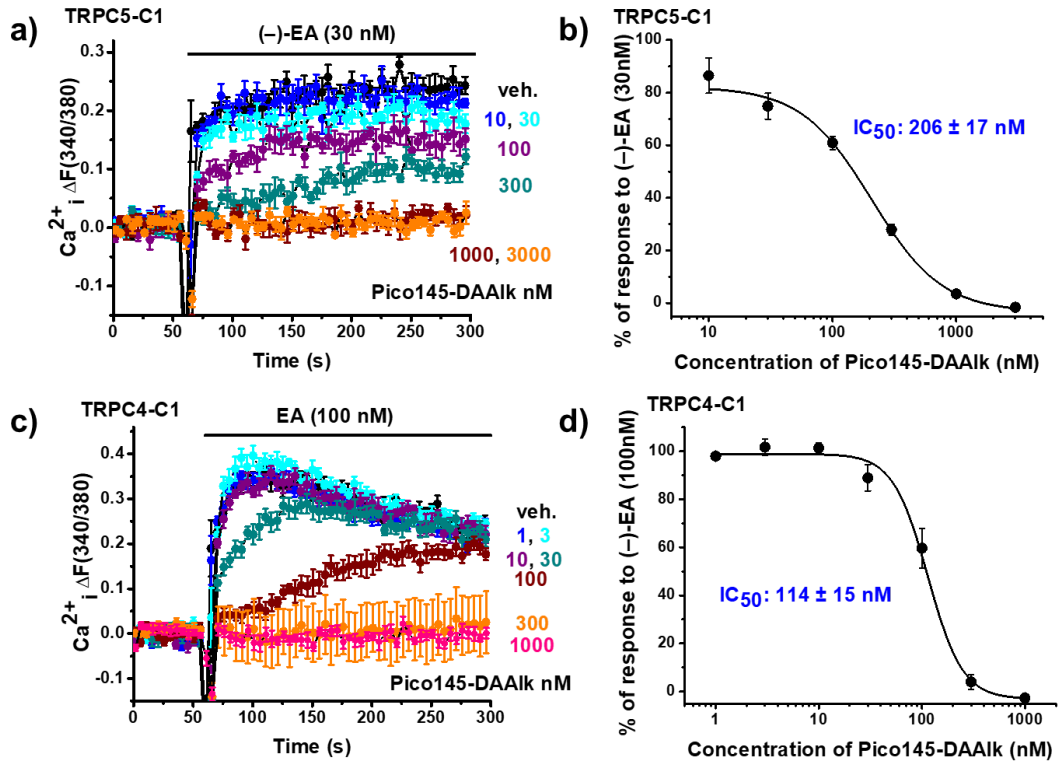 TRPC5-C1
a)
(–)-EA (30 nM)
0.3
0.2
0.1
0.0
-0.1
Ca2+i ΔF(340/380)
veh.
10, 30
100
300
1000, 3000
Pico145-DAAlk nM
0 50 100 150 200 250 300
Time (s)
b)
100
80
60
40
20
0
% of response to (–)-EA (30nM)
IC50: 206 ± 17 nM
10 100 1000
Concentration of Pico145-DAAlk (nM)
TRPC4-C1
c)
EA (100 nM)
0.4
0.3
0.2
0.1
0.0
-0.1
Ca2+i ΔF(340/380)
veh.
1, 3
10, 30
100
300
1000
Pico145-DAAlk nM
0 50 100 150 200 250 300
Time (s)
TRPC4-C1
d)
100
80
60
40
20
0
% of response to (–)-EA (100nM)
IC50: 114 ± 15 nM
1 10 100 1000
Concentration of Pico145-DAAlk (nM)